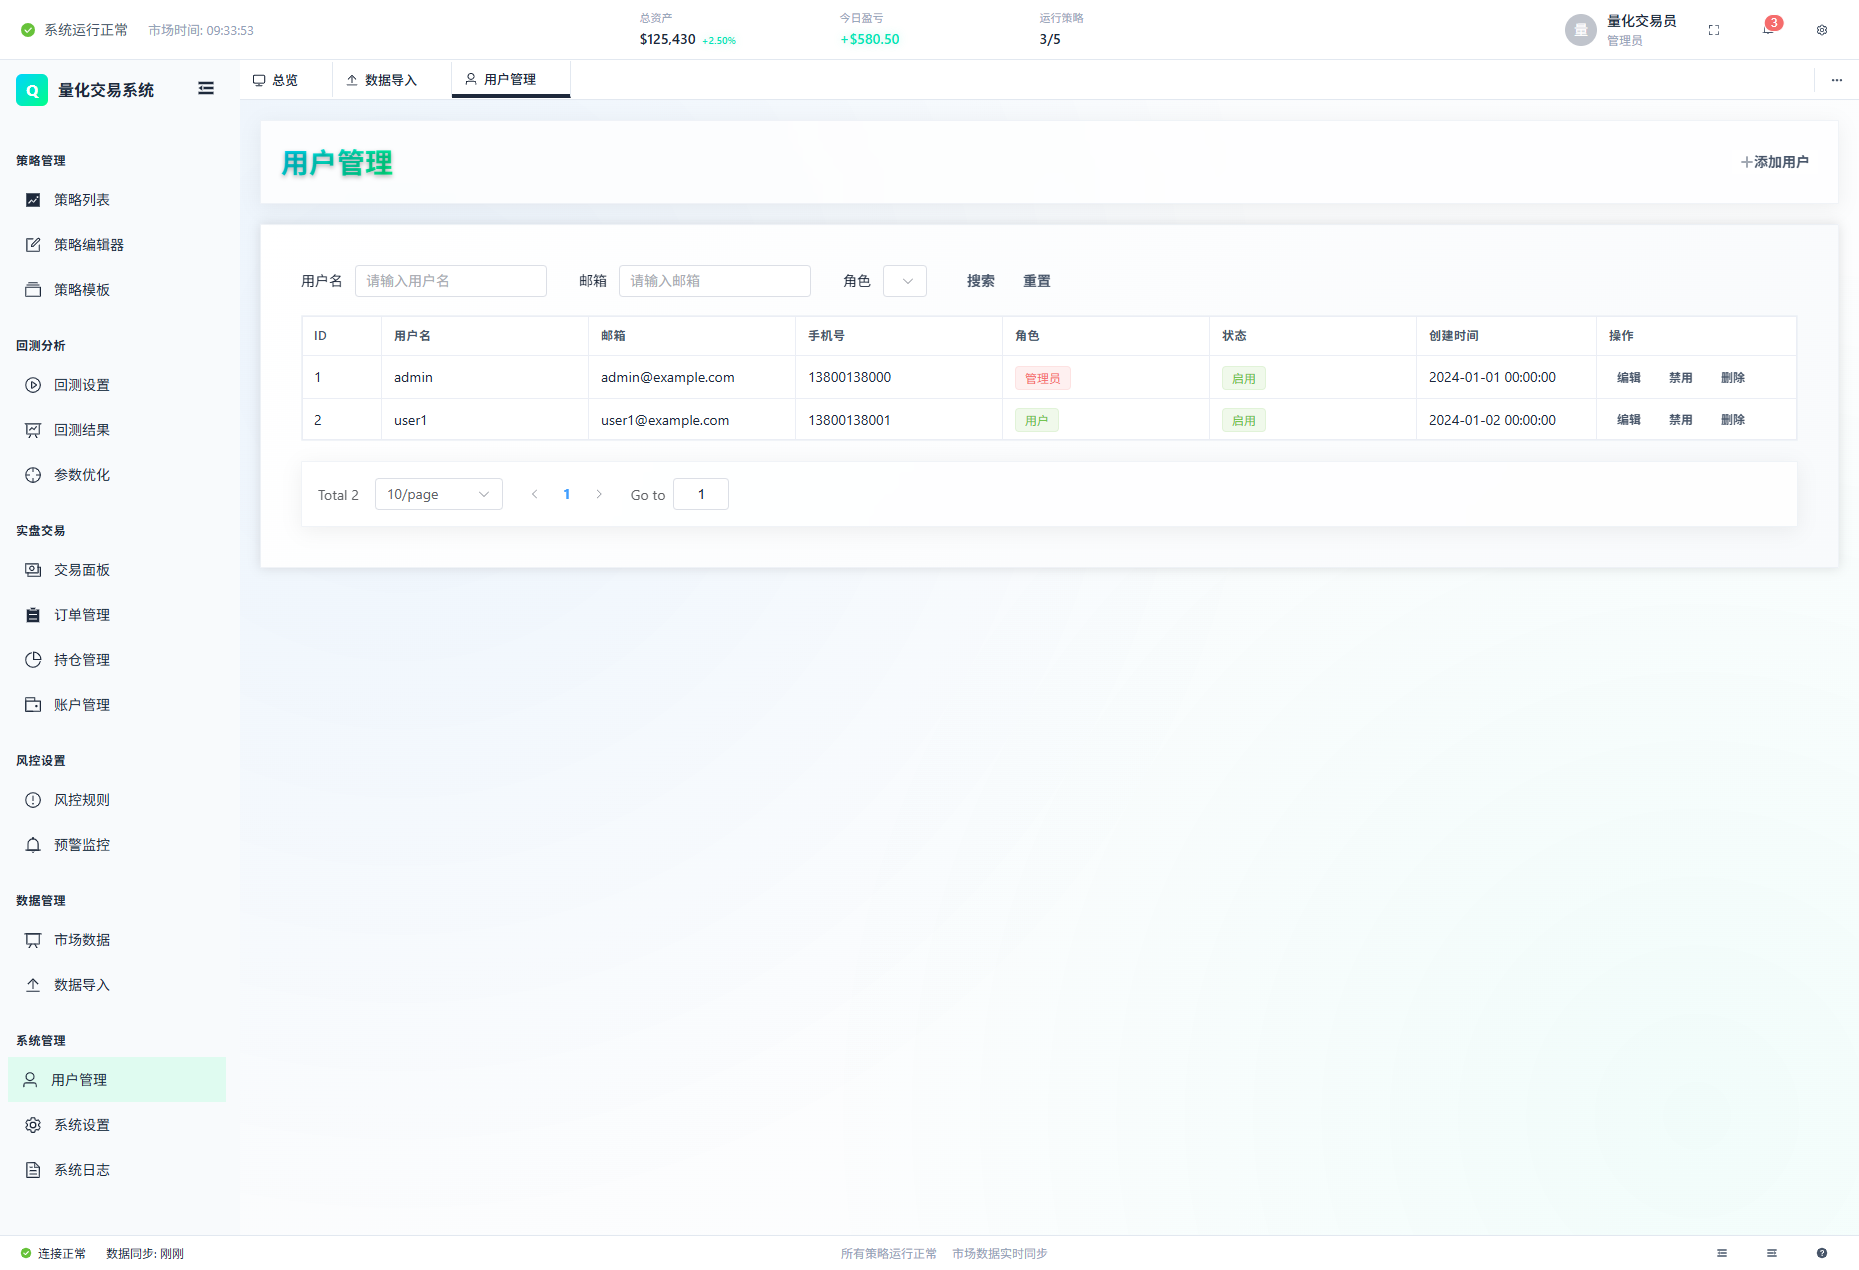 系统运行正常 市场时间: 09:33:53
总资产
$125,430 +2.50%
今日盈亏
+$580.50
运行策略
3/5
量
量化交易员
管理员
3
Q 量化交易系统
总览 数据导入 用户管理
策略管理
策略列表
策略编辑器
策略模板
回测分析
回测设置
回测结果
参数优化
实盘交易
交易面板
订单管理
持仓管理
账户管理
风控设置
风控规则
预警监控
数据管理
市场数据
数据导入
系统管理
用户管理
系统设置
系统日志
用户管理
添加用户
用户名 请输入用户名 邮箱 请输入邮箱 角色 搜索 重置
ID 用户名 邮箱 手机号 角色 状态 创建时间 操作
1 admin admin@example.com 13800138000 管理员 启用 2024-01-01 00:00:00 编辑 禁用 删除
2 user1 user1@example.com 13800138001 用户 启用 2024-01-02 00:00:00 编辑 禁用 删除
Total 2 10/page 1 Go to 1
连接正常 数据同步: 刚刚
所有策略运行正常 市场数据实时同步